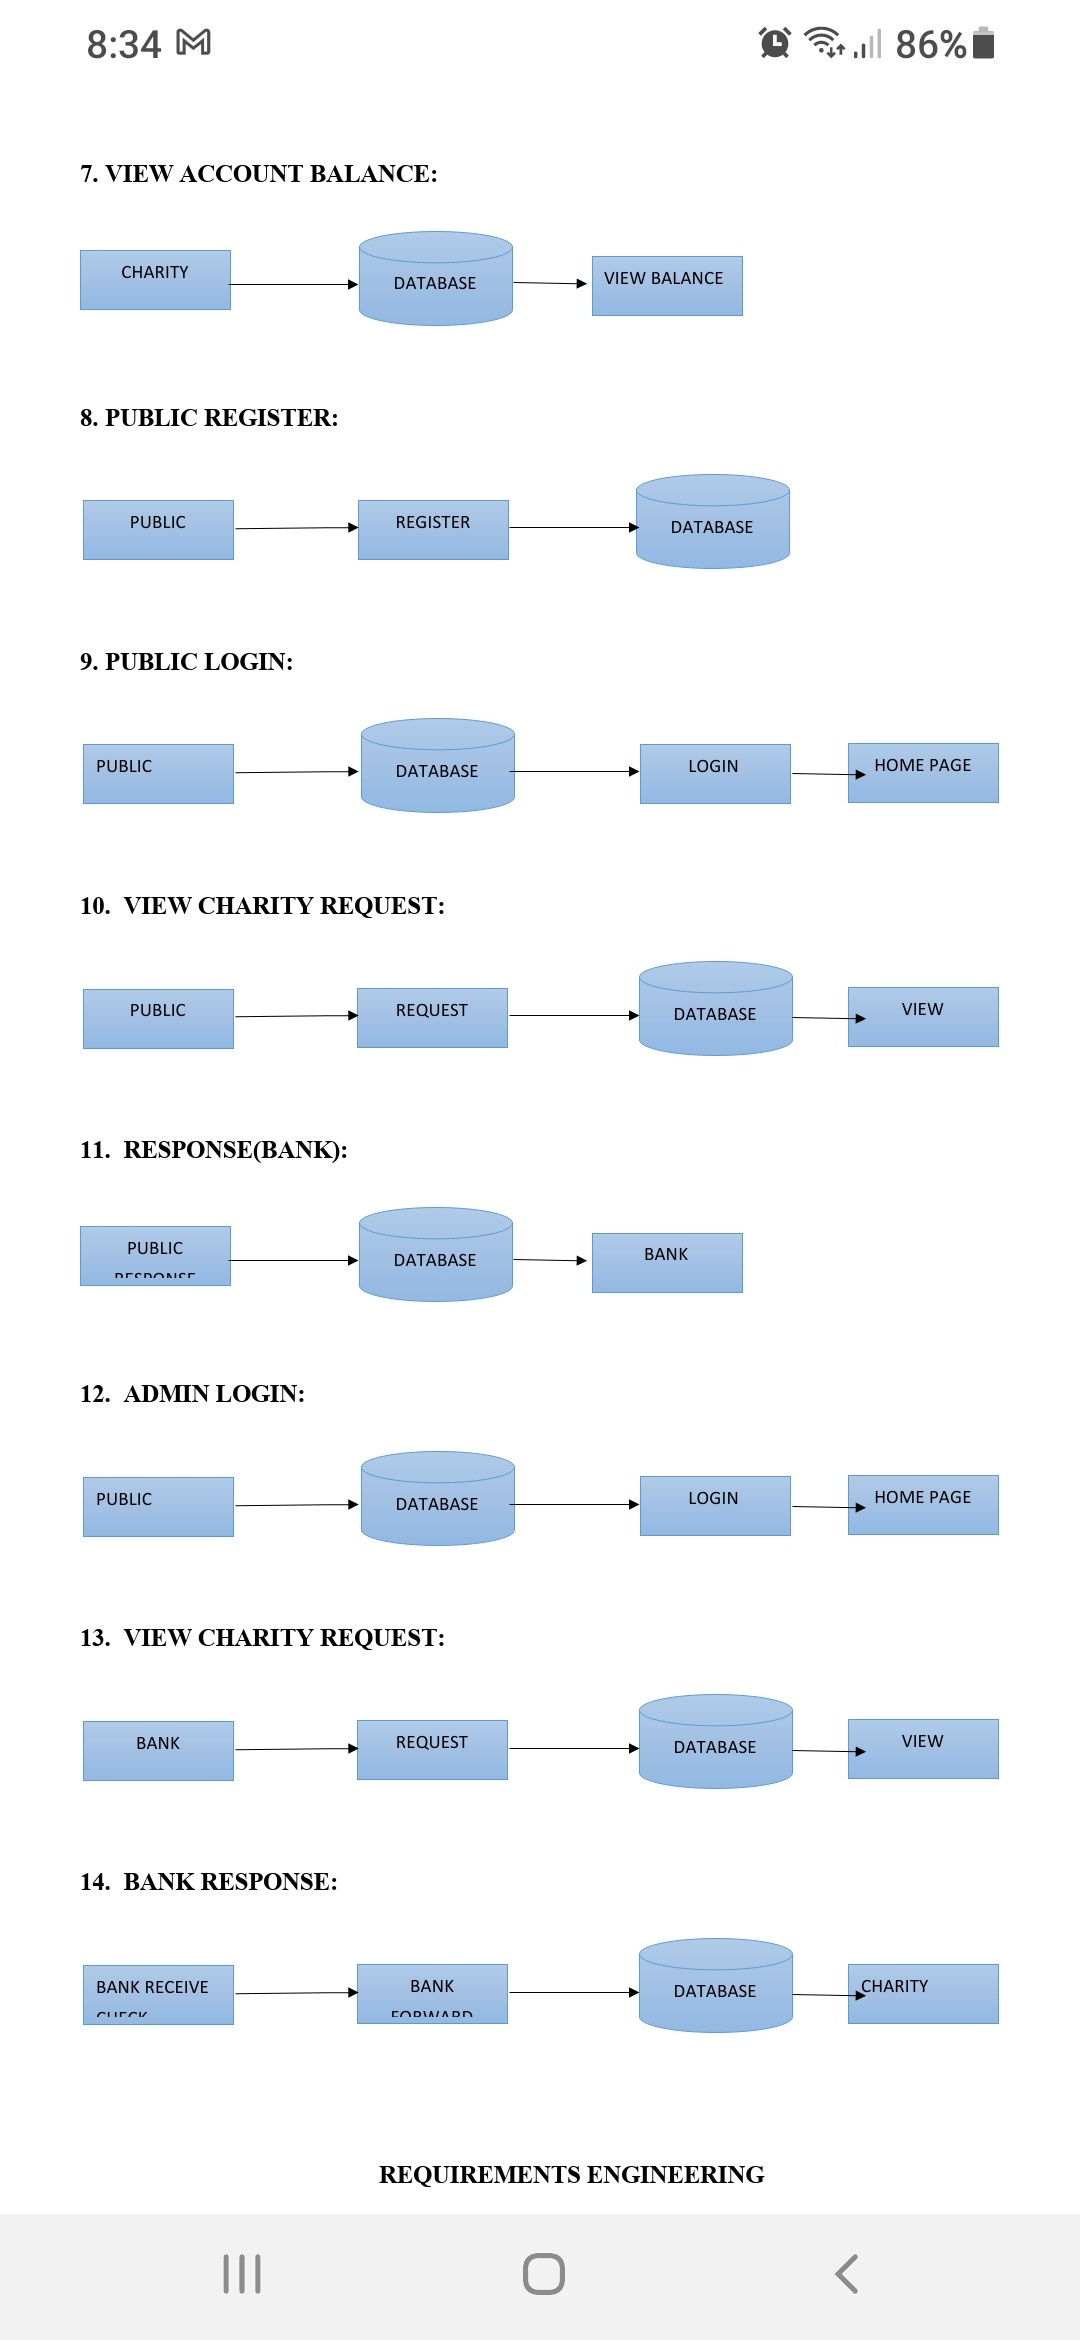 8:34 86%
7. VIEW ACCOUNT BALANCE:
CHARITY DATABASE VIEW BALANCE
8. PUBLIC REGISTER:
PUBLIC REGISTER DATABASE
9. PUBLIC LOGIN:
PUBLIC DATABASE LOGIN HOME PAGE
10. VIEW CHARITY REQUEST:
PUBLIC REQUEST DATABASE VIEW
11. RESPONSE(BANK):
PUBLIC DATABASE BANK
RESPONSE
12. ADMIN LOGIN:
PUBLIC DATABASE LOGIN HOME PAGE
13. VIEW CHARITY REQUEST:
BANK REQUEST DATABASE VIEW
14. BANK RESPONSE:
BANK RECEIVE BANK DATABASE CHARITY
CHECK FORWARD
REQUIREMENTS ENGINEERING